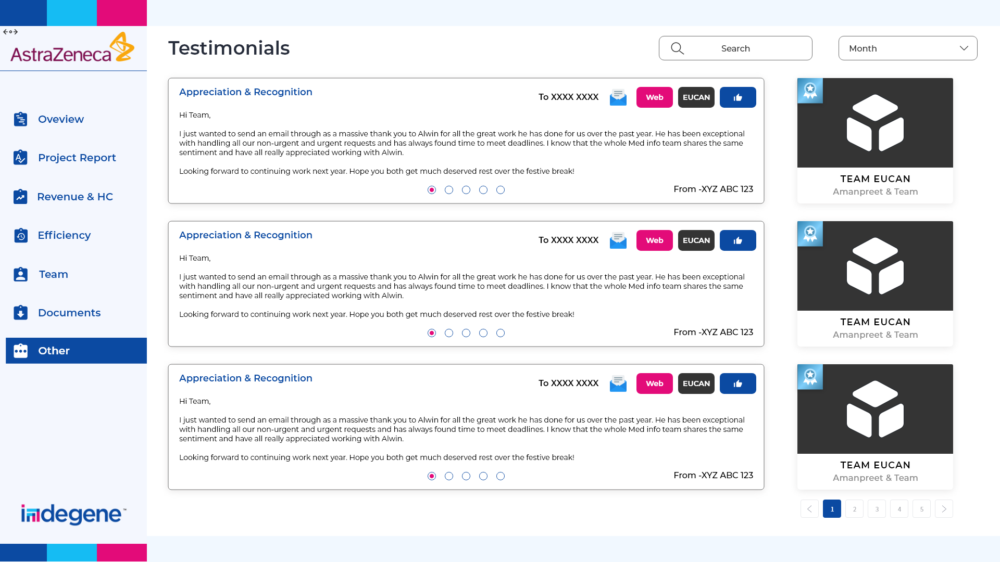 AstraZeneca
Oveview
Project Report
Revenue & HC
Efficiency
Team
Documents
Other
indegene™
Testimonials
Search
Month
Appreciation & Recognition
To XXXX XXXX
Web
EUCAN
Hi Team,
I just wanted to send an email through as a massive thank you to Alwin for all the great work he has done for us over the past year. He has been exceptional
with handling all our non-urgent and urgent requests and has always found time to meet deadlines. I know that the whole Med info team shares the same
sentiment and have all really appreciated working with Alwin.
Looking forward to continuing work next year. Hope you both get much deserved rest over the festive break!
From -XYZ ABC 123
TEAM EUCAN
Amanpreet & Team
Appreciation & Recognition
To XXXX XXXX
Web
EUCAN
Hi Team,
I just wanted to send an email through as a massive thank you to Alwin for all the great work he has done for us over the past year. He has been exceptional
with handling all our non-urgent and urgent requests and has always found time to meet deadlines. I know that the whole Med info team shares the same
sentiment and have all really appreciated working with Alwin.
Looking forward to continuing work next year. Hope you both get much deserved rest over the festive break!
From -XYZ ABC 123
TEAM EUCAN
Amanpreet & Team
Appreciation & Recognition
To XXXX XXXX
Web
EUCAN
Hi Team,
I just wanted to send an email through as a massive thank you to Alwin for all the great work he has done for us over the past year. He has been exceptional
with handling all our non-urgent and urgent requests and has always found time to meet deadlines. I know that the whole Med info team shares the same
sentiment and have all really appreciated working with Alwin.
Looking forward to continuing work next year. Hope you both get much deserved rest over the festive break!
From -XYZ ABC 123
TEAM EUCAN
Amanpreet & Team
1 2 3 4 5